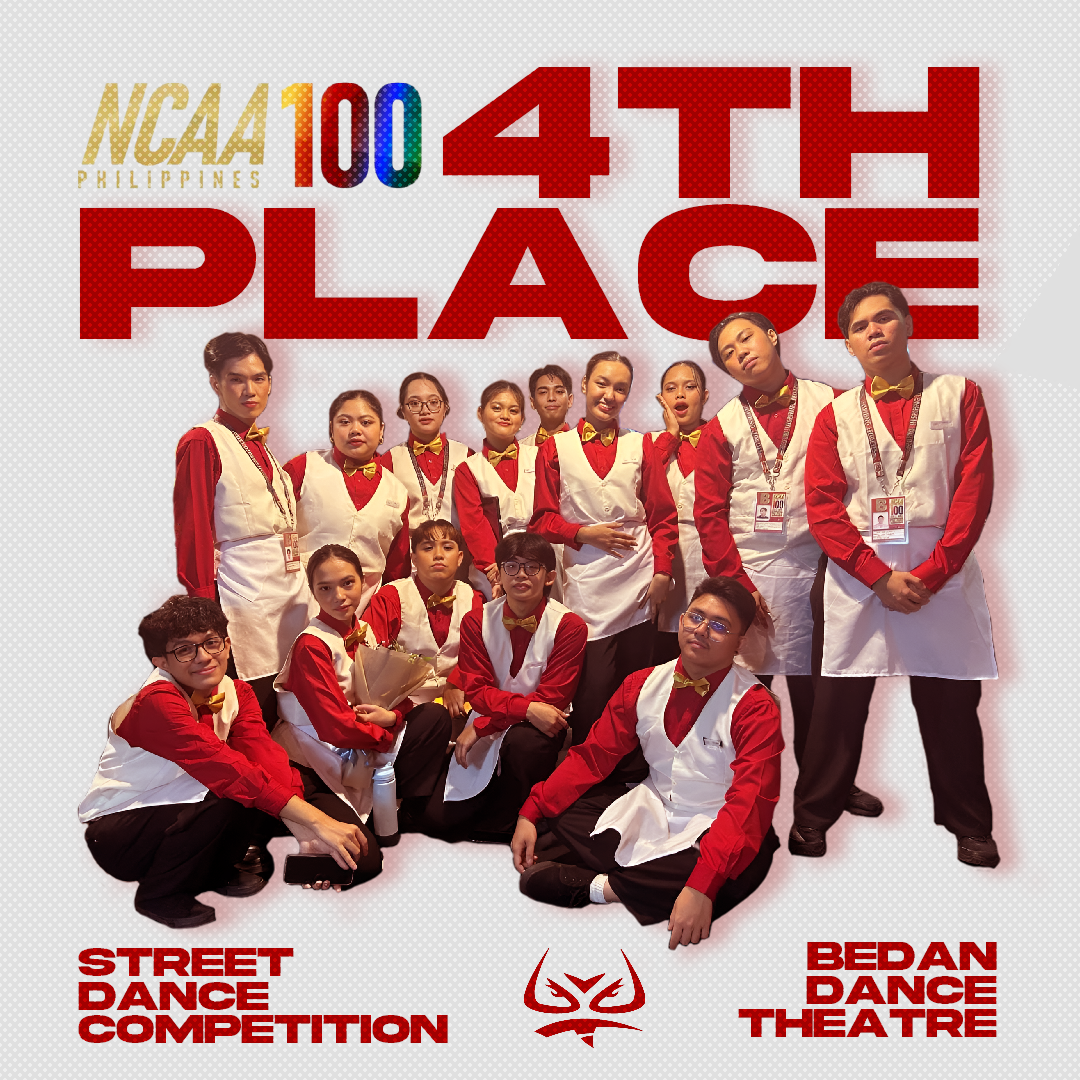 NCAA 100
PHILIPPINES
4TH
PLACE
STREET
DANCE
COMPETITION
BEDAN
DANCE
THEATRE